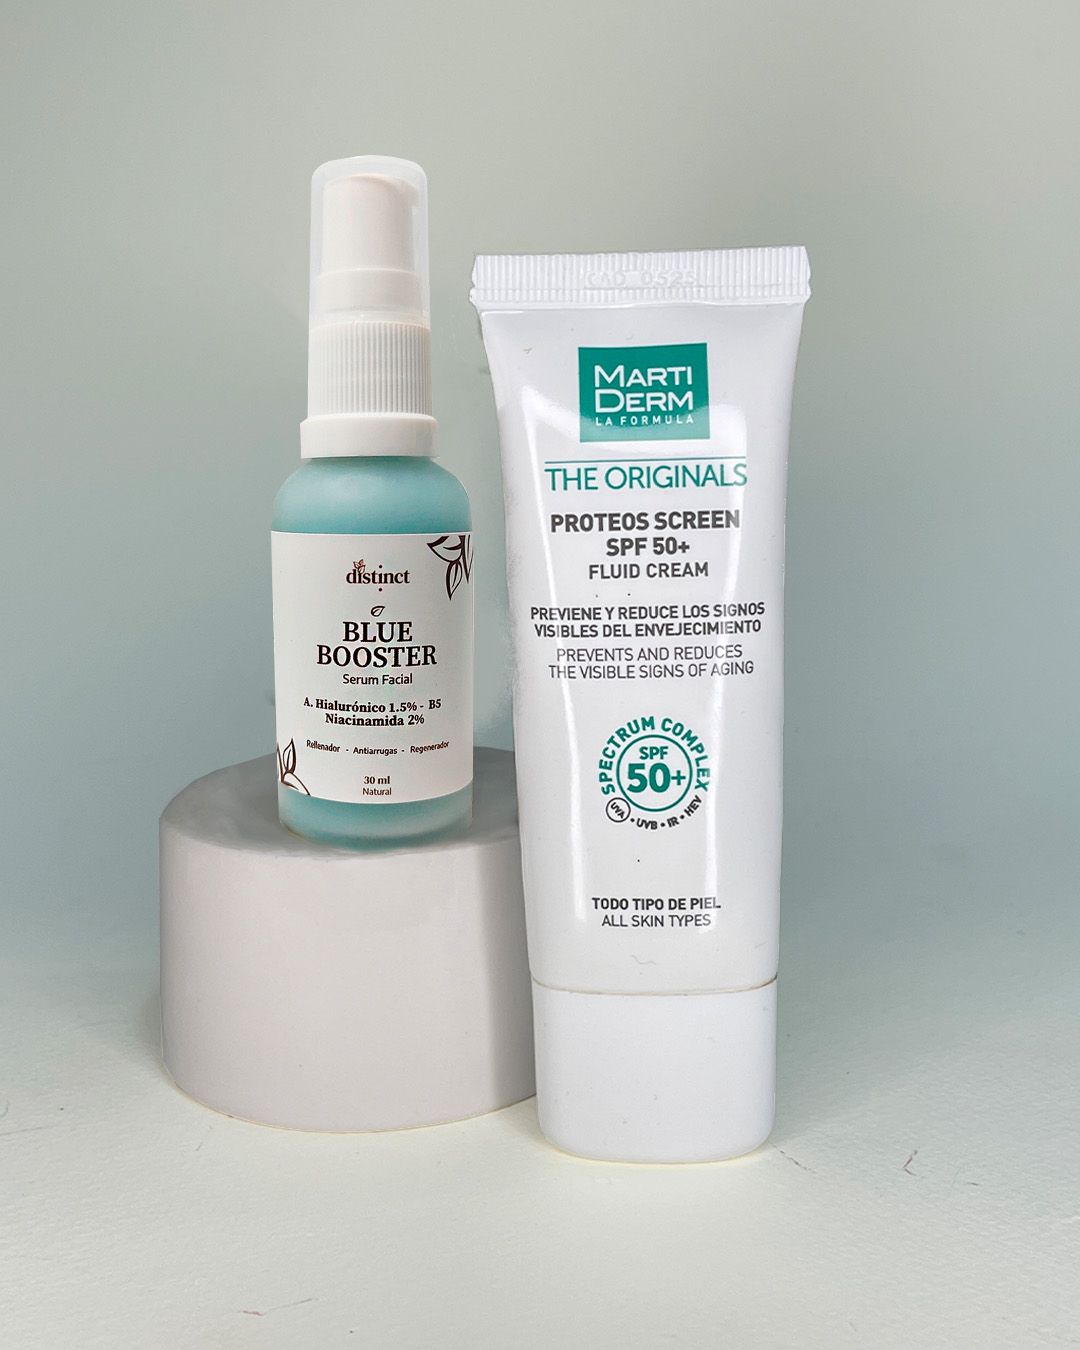 distinct
BLUE
BOOSTER
Serum Facial
A. Hialurónico 1.5% - B5
Niacinamida 2%
Rellenador - Antiarrugas - Regenerador
30 ml
Natural
CAD 0525
MARTI
DERM
LA FORMULA
THE ORIGINALS
PROTEOS SCREEN
SPF 50+
FLUID CREAM
PREVIENE Y REDUCE LOS SIGNOS
VISIBLES DEL ENVEJECIMIENTO
PREVENTS AND REDUCES
THE VISIBLE SIGNS OF AGING
SPECTRUM COMPLEX
SPF
50+
UVA • UVB • IR • HEV
TODO TIPO DE PIEL
ALL SKIN TYPES